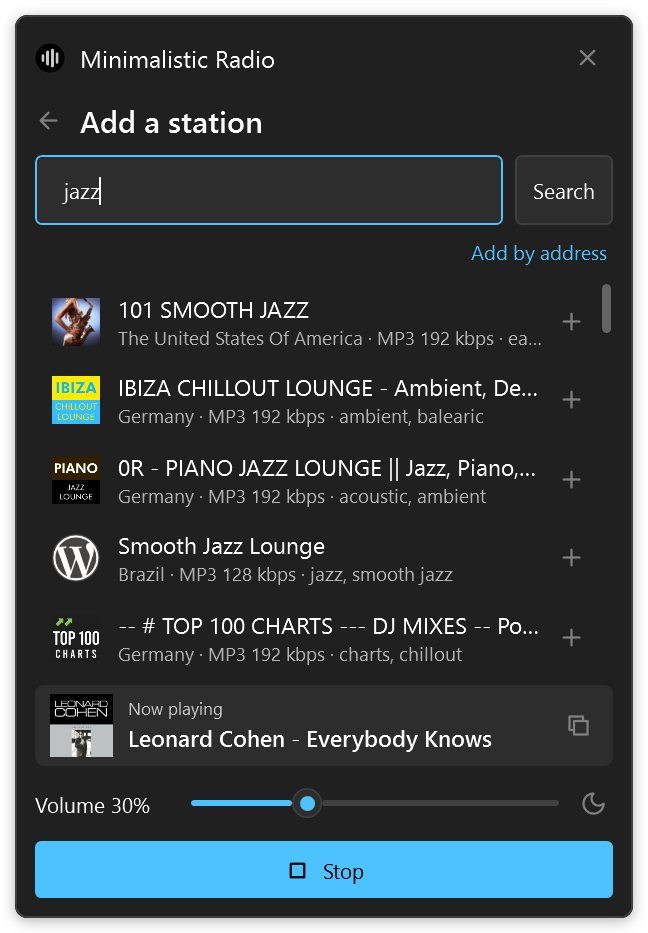 Minimalistic Radio
Add a station
jazz
Search
Add by address
101 SMOOTH JAZZ
The United States Of America · MP3 192 kbps · ea...
IBIZA
CHILLOUT
LOUNGE
IBIZA CHILLOUT LOUNGE - Ambient, De...
Germany · MP3 192 kbps · ambient, balearic
PIANO
JAZZ
LOUNGE
0R - PIANO JAZZ LOUNGE || Jazz, Piano,...
Germany · MP3 192 kbps · acoustic, ambient
Smooth Jazz Lounge
Brazil · MP3 128 kbps · jazz, smooth jazz
TOP 100
CHARTS
-- # TOP 100 CHARTS --- DJ MIXES -- Po...
Germany · MP3 192 kbps · charts, chillout
LEONARD
COHEN
Now playing
Leonard Cohen - Everybody Knows
Volume 30%
Stop